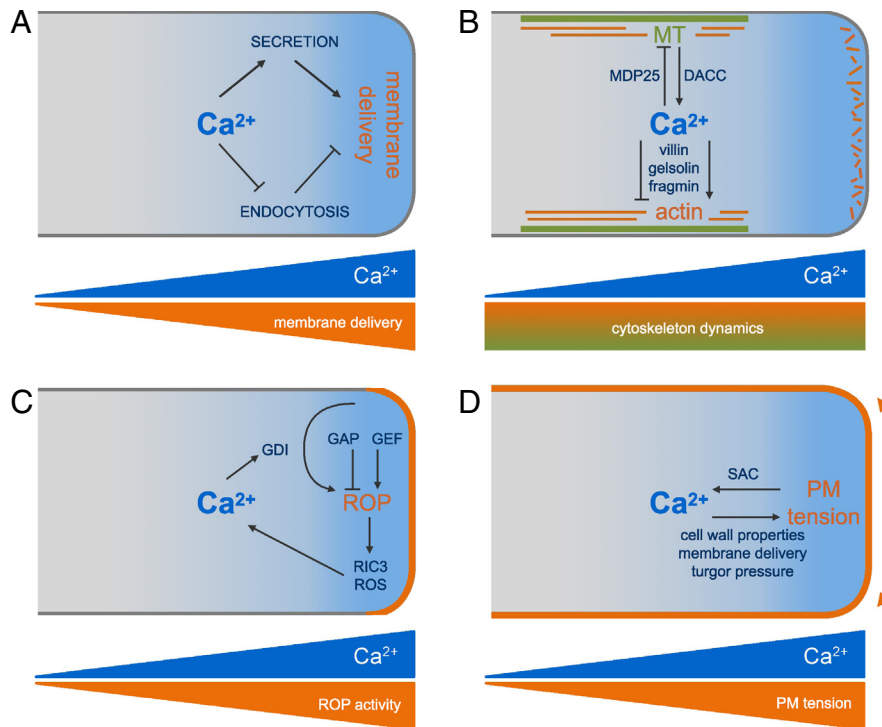 A
SECRETION
Ca²⁺
membrane
delivery
ENDOCYTOSIS
Ca²⁺
membrane delivery
B
MT
MDP25
DACC
Ca²⁺
villin
gelsolin
fragmin
actin
Ca²⁺
cytoskeleton dynamics
C
GDI
GAP
GEF
Ca²⁺
ROP
RIC3
ROS
Ca²⁺
ROP activity
D
SAC
Ca²⁺
PM
tension
cell wall properties
membrane delivery
turgor pressure
Ca²⁺
PM tension